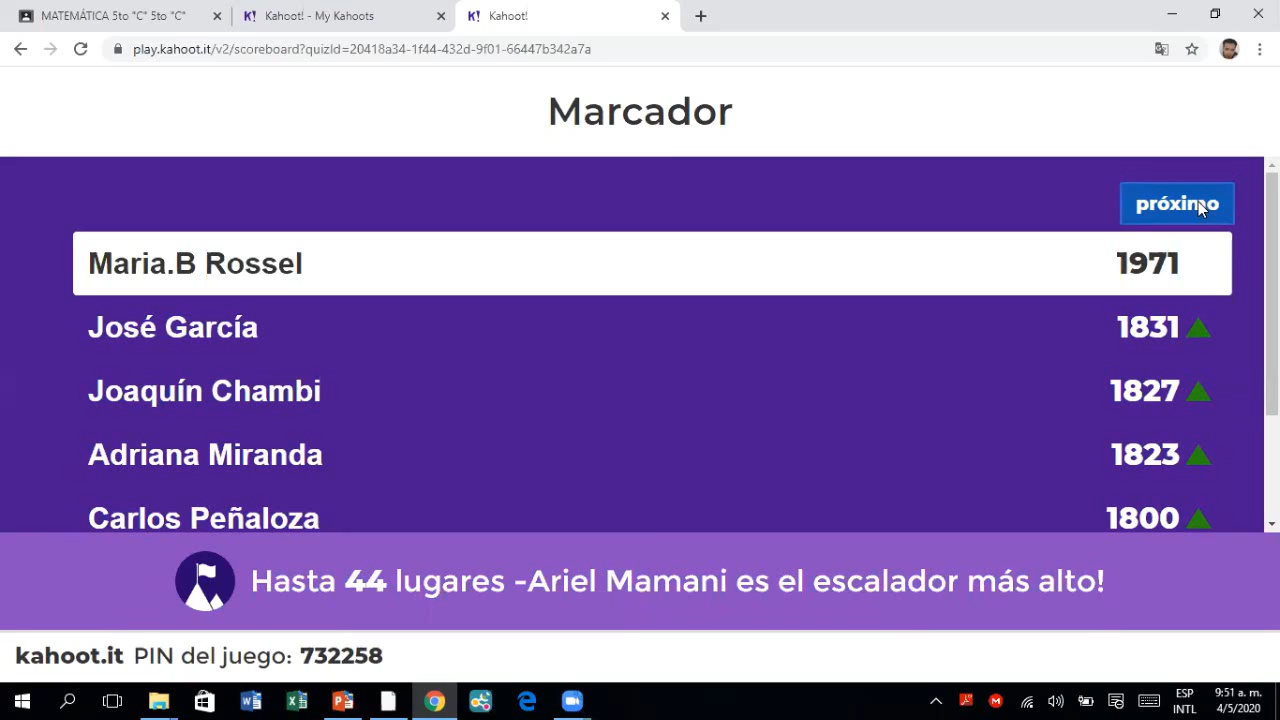 MATEMÁTICA 5to "C" 5to "C"
K! Kahoot! - My Kahoots
K! Kahoot!
play.kahoot.it/v2/scoreboard?quizId=20418a34-1f44-432d-9f01-66447b342a7a
Marcador
próximo
Maria.B Rossel 1971
José García 1831
Joaquín Chambi 1827
Adriana Miranda 1823
Carlos Peñaloza 1800
Hasta 44 lugares -Ariel Mamani es el escalador más alto!
kahoot.it PIN del juego: 732258
ESP 9:51 a. m.
INTL 4/5/2020